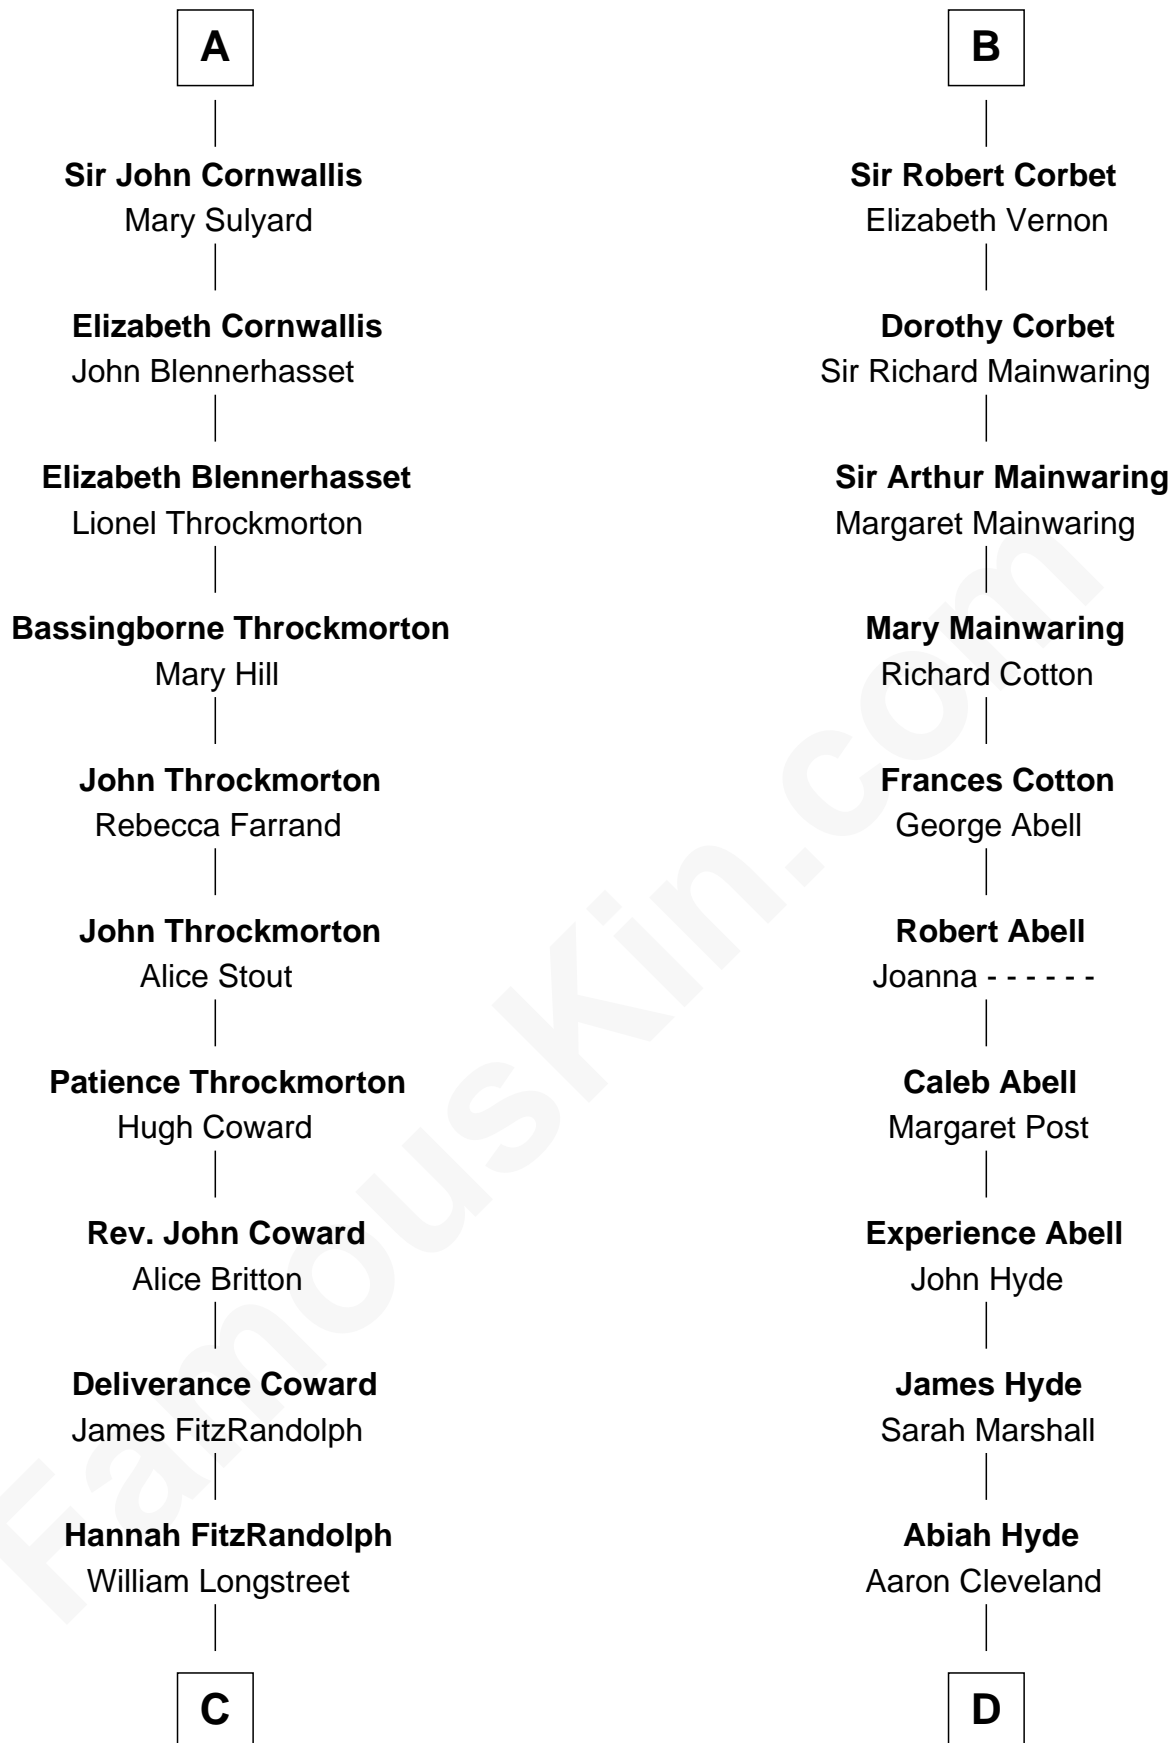 A
Sir John Cornwallis
Mary Sulyard
Elizabeth Cornwallis
John Blennerhasset
Elizabeth Blennerhasset
Lionel Throckmorton
Bassingborne Throckmorton
Mary Hill
John Throckmorton
Rebecca Farrand
John Throckmorton
Alice Stout
Patience Throckmorton
Hugh Coward
Rev. John Coward
Alice Britton
Deliverance Coward
James FitzRandolph
Hannah FitzRandolph
William Longstreet
C
B
Sir Robert Corbet
Elizabeth Vernon
Dorothy Corbet
Sir Richard Mainwaring
Sir Arthur Mainwaring
Margaret Mainwaring
Mary Mainwaring
Richard Cotton
Frances Cotton
George Abell
Robert Abell
Joanna - - - - - -
Caleb Abell
Margaret Post
Experience Abell
John Hyde
James Hyde
Sarah Marshall
Abiah Hyde
Aaron Cleveland
D
FamousKin.com